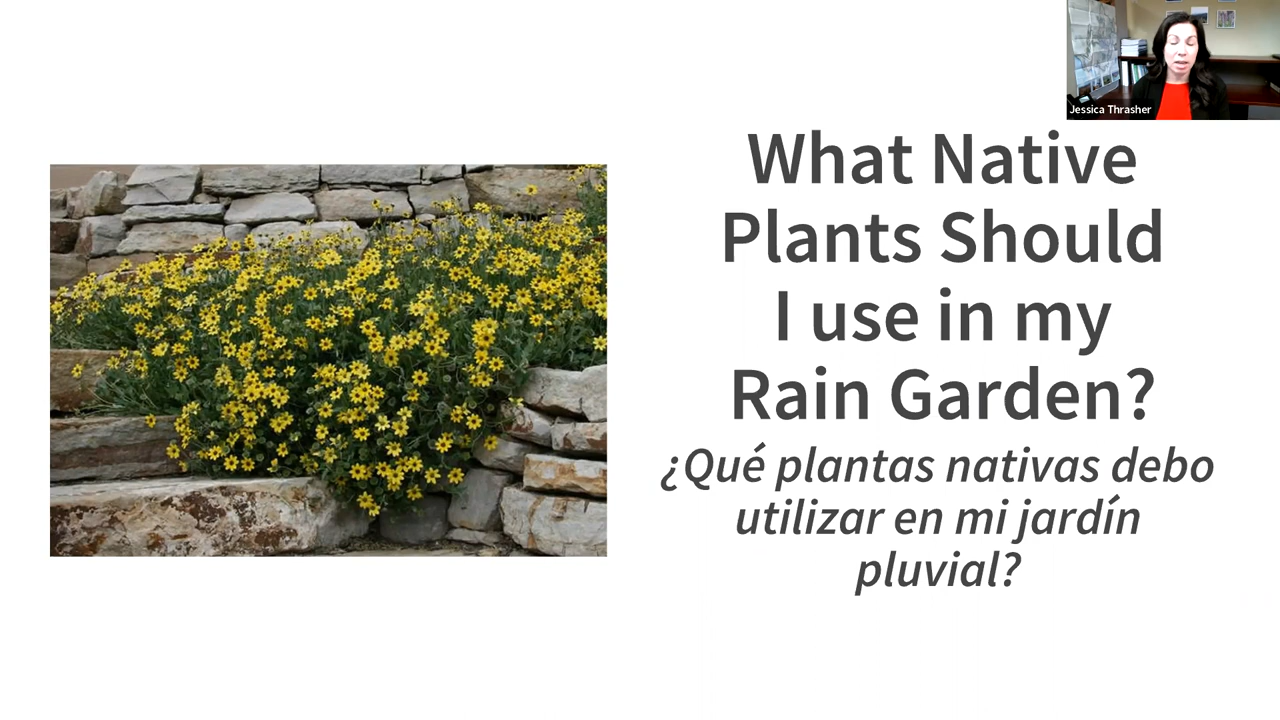 Jessica Thrasher
What Native
Plants Should
I use in my
Rain Garden?
¿Qué plantas nativas debo
utilizar en mi jardín
pluvial?